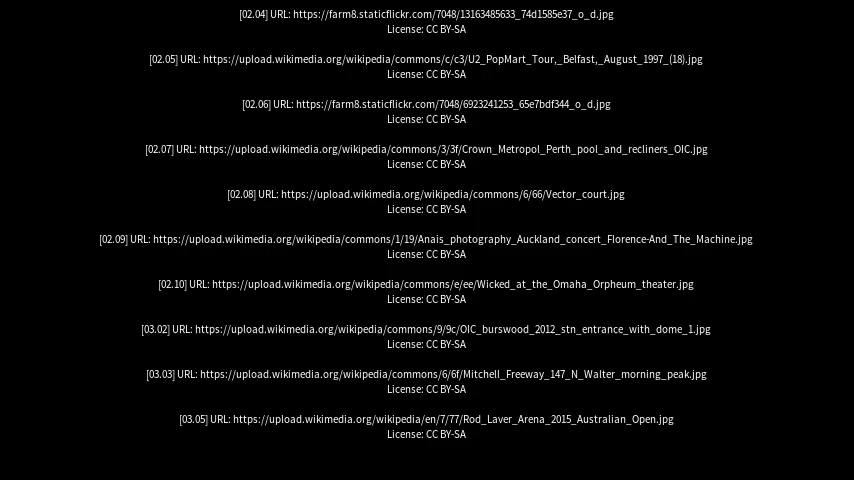 [02.04] URL: https://farm8.staticflickr.com/7048/13163485633_74d1585e37_o_d.jpg
License: CC BY-SA
[02.05] URL: https://upload.wikimedia.org/wikipedia/commons/c/c3/U2_PopMart_Tour,_Belfast,_August_1997_(18).jpg
License: CC BY-SA
[02.06] URL: https://farm8.staticflickr.com/7048/6923241253_65e7bdf344_o_d.jpg
License: CC BY-SA
[02.07] URL: https://upload.wikimedia.org/wikipedia/commons/3/3f/Crown_Metropol_Perth_pool_and_recliners_OIC.jpg
License: CC BY-SA
[02.08] URL: https://upload.wikimedia.org/wikipedia/commons/6/66/Vector_court.jpg
License: CC BY-SA
[02.09] URL: https://upload.wikimedia.org/wikipedia/commons/1/19/Anais_photography_Auckland_concert_Florence-And_The_Machine.jpg
License: CC BY-SA
[02.10] URL: https://upload.wikimedia.org/wikipedia/commons/e/ee/Wicked_at_the_Omaha_Orpheum_theater.jpg
License: CC BY-SA
[03.02] URL: https://upload.wikimedia.org/wikipedia/commons/9/9c/OIC_burswood_2012_stn_entrance_with_dome_1.jpg
License: CC BY-SA
[03.03] URL: https://upload.wikimedia.org/wikipedia/commons/6/6f/Mitchell_Freeway_147_N_Walter_morning_peak.jpg
License: CC BY-SA
[03.05] URL: https://upload.wikimedia.org/wikipedia/en/7/77/Rod_Laver_Arena_2015_Australian_Open.jpg
License: CC BY-SA